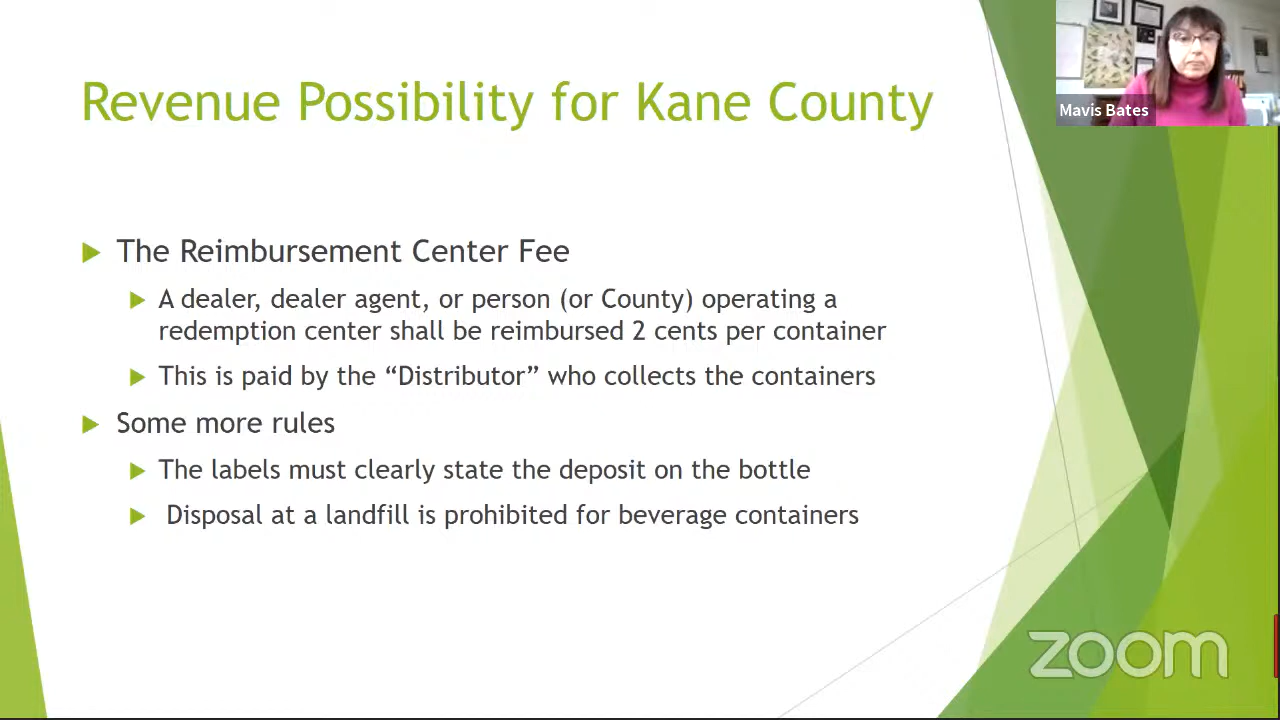 Revenue Possibility for Kane County
Mavis Bates
The Reimbursement Center Fee
A dealer, dealer agent, or person (or County) operating a
redemption center shall be reimbursed 2 cents per container
This is paid by the “Distributor” who collects the containers
Some more rules
The labels must clearly state the deposit on the bottle
Disposal at a landfill is prohibited for beverage containers
zoom